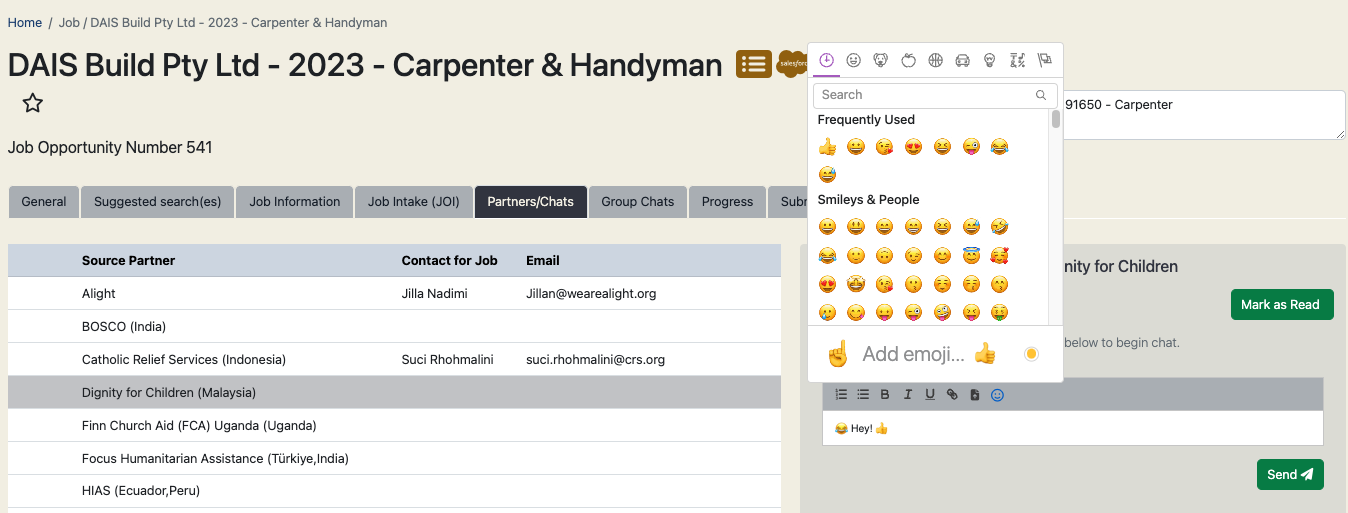 Home / Job / DAIS Build Pty Ltd - 2023 - Carpenter & Handyman
DAIS Build Pty Ltd - 2023 - Carpenter & Handyman
Job Opportunity Number 541
General Suggested search(es) Job Information Job Intake (JOI) Partners/Chats Group Chats Progress
Source Partner Contact for Job Email
Alight Jilla Nadimi Jillan@wearealight.org
BOSCO (India)
Catholic Relief Services (Indonesia) Suci Rhohmalini suci.rhohmalini@crs.org
Dignity for Children (Malaysia)
Finn Church Aid (FCA) Uganda (Uganda)
Focus Humanitarian Assistance (Türkiye,India)
HIAS (Ecuador,Peru)
Search
Frequently Used
Smileys & People
Add emoji...
91650 - Carpenter
for Children
Mark as Read
below to begin chat.
B I U
😂 Hey! 👍
Send